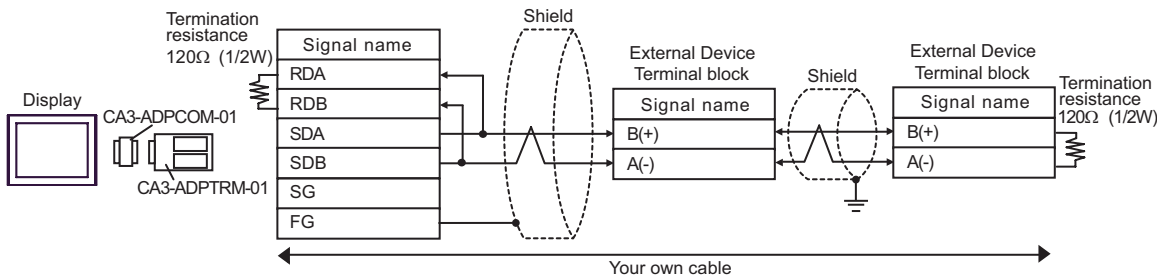 Display
CA3-ADPCOM-01
CA3-ADPTRM-01
Termination
resistance
120Ω (1/2W)
Signal name
RDA
RDB
SDA
SDB
SG
FG
Shield
External Device
Terminal block
Signal name
B(+)
A(-)
Shield
External Device
Terminal block
Signal name
B(+)
A(-)
Termination
resistance
120Ω (1/2W)
Your own cable